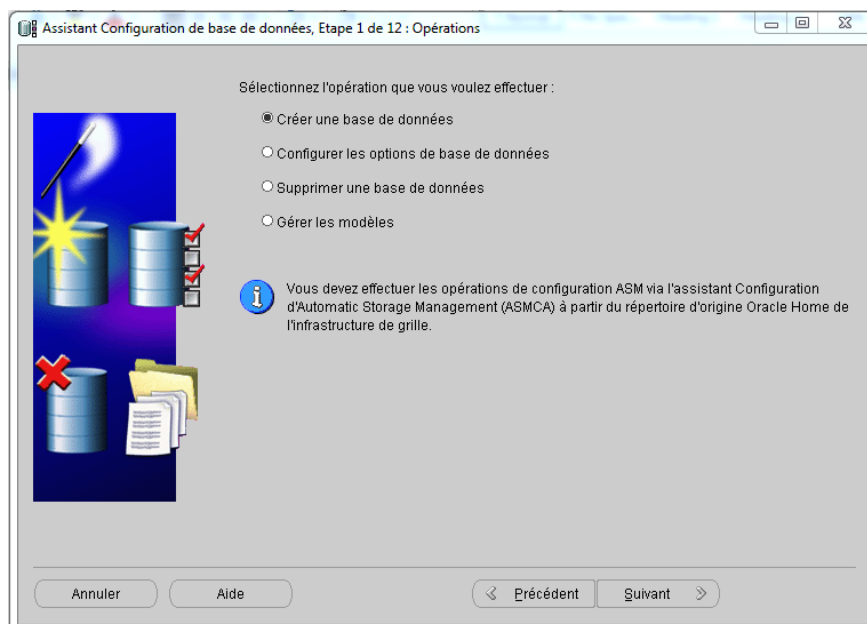 Assistant Configuration de base de données, Etape 1 de 12 : Opérations
Sélectionnez l'opération que vous voulez effectuer :
Créer une base de données
Configurer les options de base de données
Supprimer une base de données
Gérer les modèles
Vous devez effectuer les opérations de configuration ASM via l'assistant Configuration
d'Automatic Storage Management (ASMCA) à partir du répertoire d'origine Oracle Home de
l'infrastructure de grille.
Annuler
Aide
Précédent
Suivant